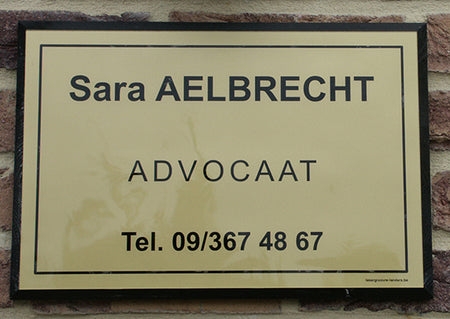 Sara AELBRECHT
ADVOCAAT
Tel. 09/367 48 67